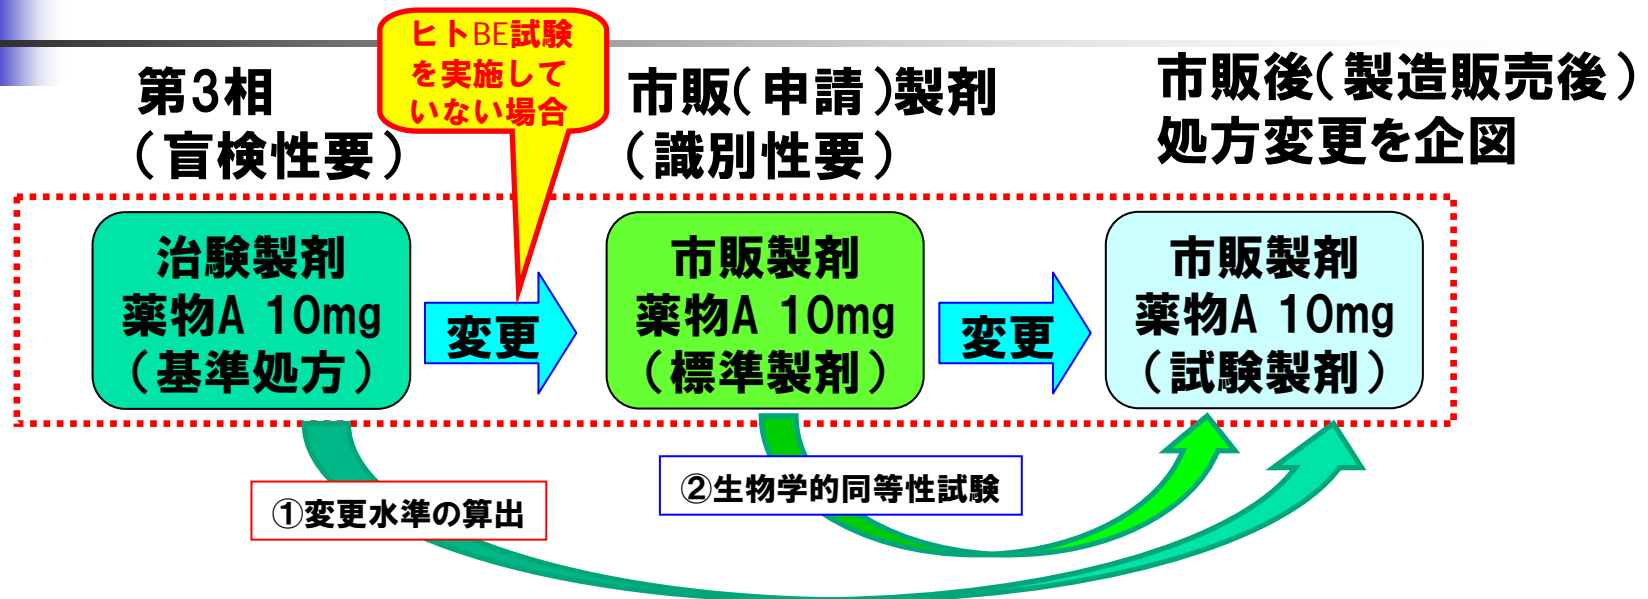 ヒトBE試験
を実施して
いない場合
第3相
（盲検性要）
市販（申請）製剤
（識別性要）
市販後（製造販売後）
処方変更を企図
治験製剤
薬物A 10mg
（基準処方）
変更
市販製剤
薬物A 10mg
（標準製剤）
変更
市販製剤
薬物A 10mg
（試験製剤）
①変更水準の算出
②生物学的同等性試験